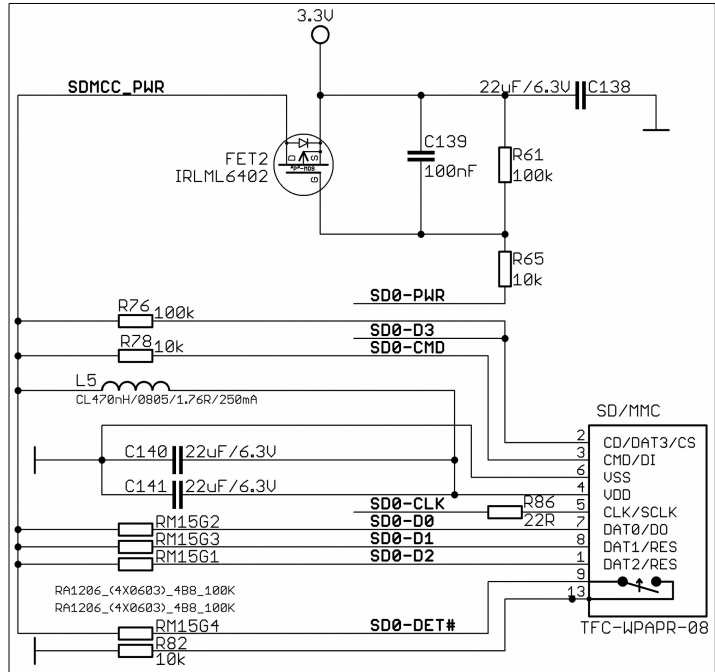 3.3V
SDMCC_PWR
22uF/6.3V C138
D S
"P"-MOS
G
FET2
IRLML6402
C139
100nF
R61
100k
R65
10k
SD0-PWR
R76 100k
SD0-D3
R78 10k
SD0-CMD
L5
CL470nH/0805/1.76R/250mA
SD/MMC
2 CD/DAT3/CS
3 CMD/DI
6 VSS
4 VDD
5 CLK/SCLK
7 DAT0/DO
8 DAT1/RES
1 DAT2/RES
9
13
C140 22uF/6.3V
C141 22uF/6.3V
SD0-CLK
R86
22R
RM15G2 SD0-D0
RM15G3 SD0-D1
RM15G1 SD0-D2
RA1206_(4X0603)_4B8_100K
RA1206_(4X0603)_4B8_100K
RM15G4 SD0-DET#
R82
10k
TFC-WPAPR-08